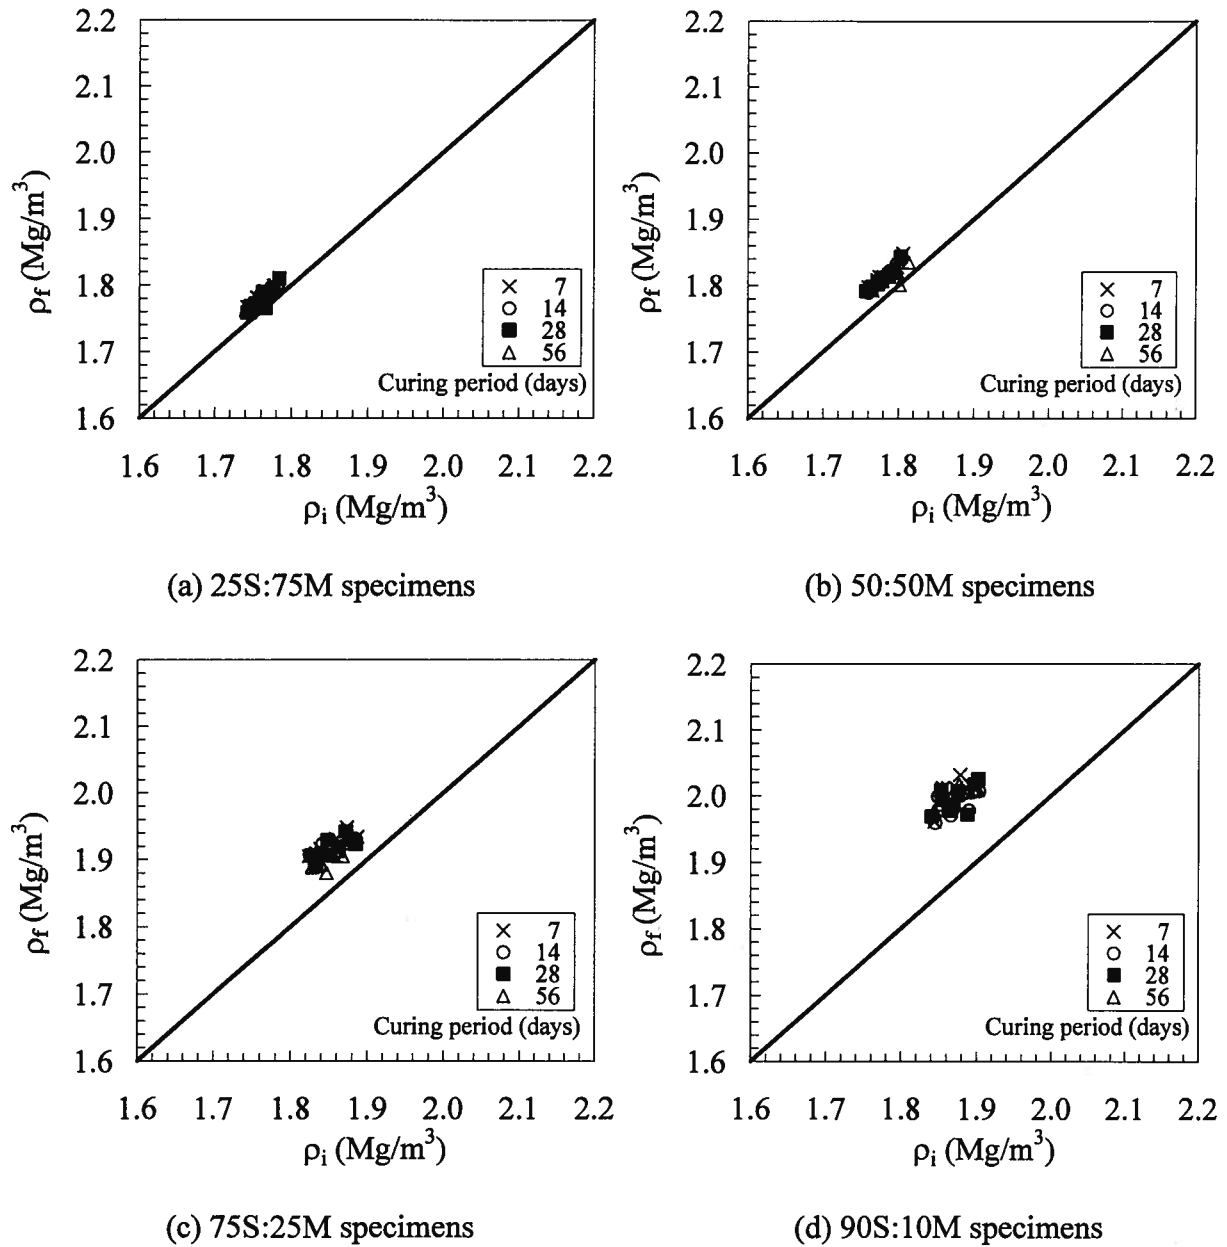 2.2
2.1
2.0
1.9
1.8
1.7
1.6
ρf (Mg/m³)
7
14
28
56
Curing period (days)
1.6 1.7 1.8 1.9 2.0 2.1 2.2
ρi (Mg/m³)
(a) 25S:75M specimens
2.2
2.1
2.0
1.9
1.8
1.7
1.6
ρf (Mg/m³)
7
14
28
56
Curing period (days)
1.6 1.7 1.8 1.9 2.0 2.1 2.2
ρi (Mg/m³)
(b) 50:50M specimens
2.2
2.1
2.0
1.9
1.8
1.7
1.6
ρf (Mg/m³)
7
14
28
56
Curing period (days)
1.6 1.7 1.8 1.9 2.0 2.1 2.2
ρi (Mg/m³)
(c) 75S:25M specimens
2.2
2.1
2.0
1.9
1.8
1.7
1.6
ρf (Mg/m³)
7
14
28
56
Curing period (days)
1.6 1.7 1.8 1.9 2.0 2.1 2.2
ρi (Mg/m³)
(d) 90S:10M specimens